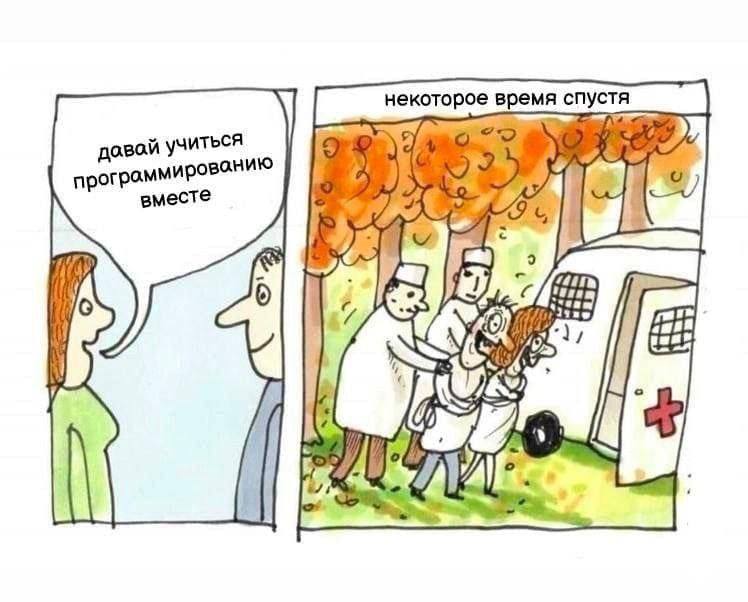 давай учиться
программированию
вместе
некоторое время спустя